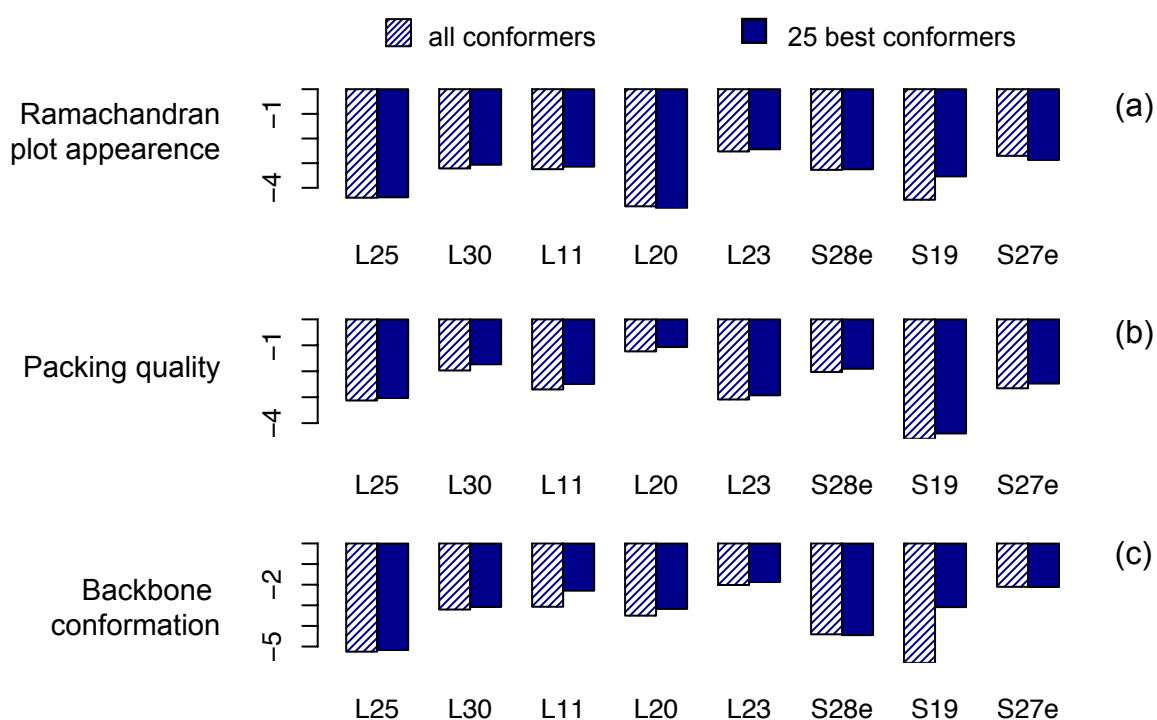 all conformers
25 best conformers
Ramachandran
plot appearence
−1
−4
(a)
L25 L30 L11 L20 L23 S28e S19 S27e
Packing quality
−1
−4
(b)
L25 L30 L11 L20 L23 S28e S19 S27e
Backbone
conformation
−2
−5
(c)
L25 L30 L11 L20 L23 S28e S19 S27e